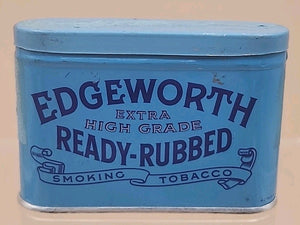 EDGEWORTH
EXTRA
HIGH GRADE
READY-RUBBED
SMOKING TOBACCO